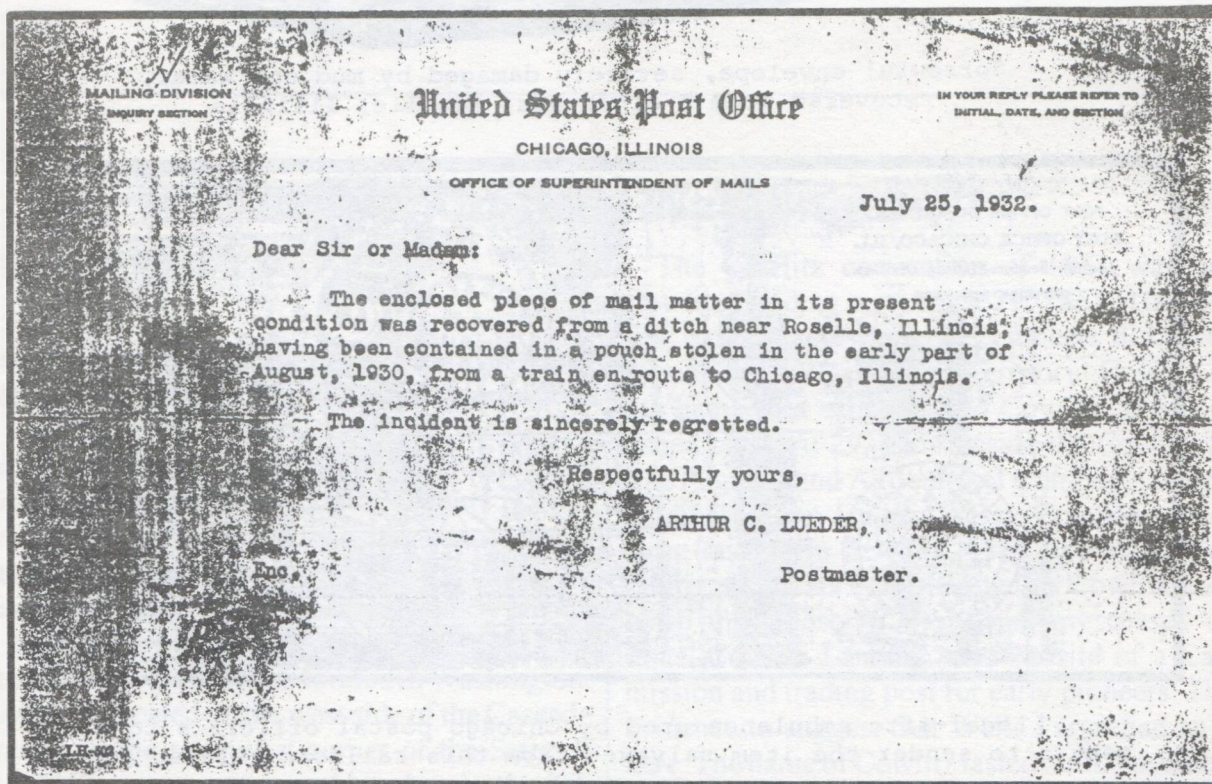 MAILING DIVISION
INQUIRY SECTION
United States Post Office
IN YOUR REPLY PLEASE REFER TO
INITIAL, DATE, AND SECTION
CHICAGO, ILLINOIS
OFFICE OF SUPERINTENDENT OF MAILS
July 25, 1932.
Dear Sir or Madam:
The enclosed piece of mail matter in its present
condition was recovered from a ditch near Roselle, Illinois,
having been contained in a pouch stolen in the early part of
August, 1930, from a train en route to Chicago, Illinois.
The incident is sincerely regretted.
Respectfully yours,
ARTHUR C. LUEDER,
Enc.
Postmaster.